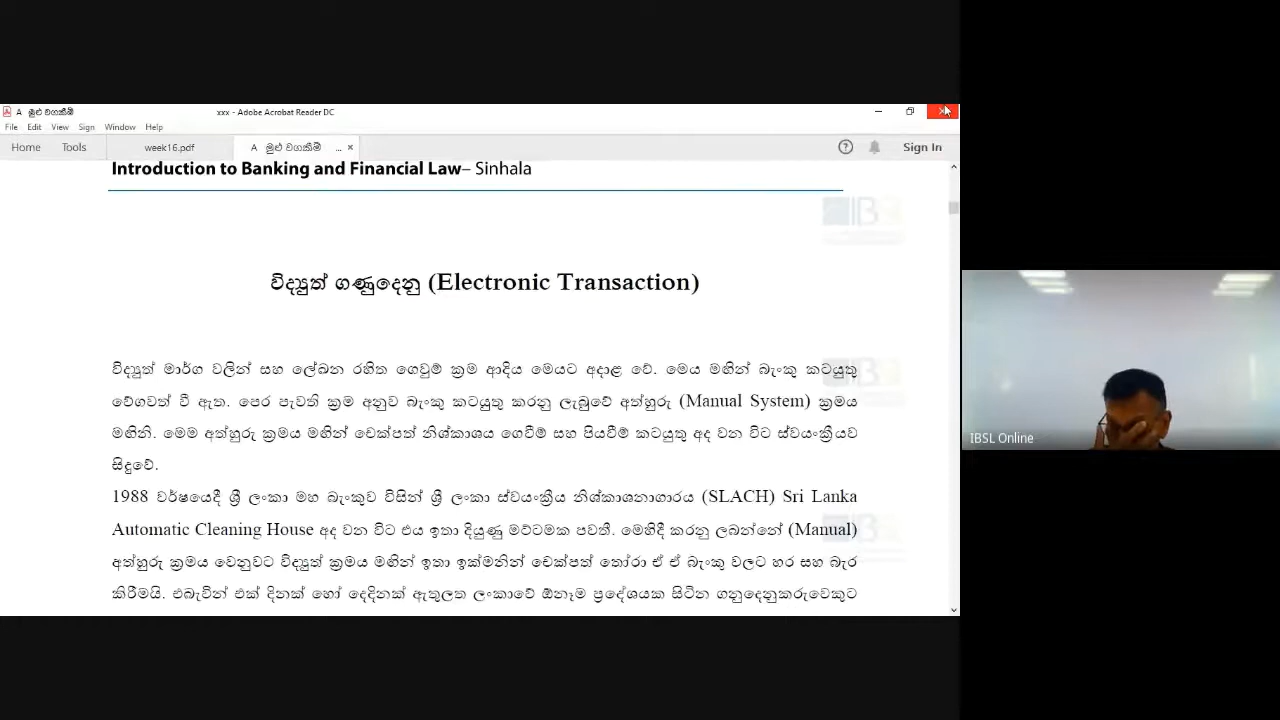 A මුළු වගකීම්
xxx - Adobe Acrobat Reader DC
File Edit View Sign Window Help
Home Tools week16.pdf A මුළු වගකීම් ... × Sign In
Introduction to Banking and Financial Law– Sinhala
විද්‍යුත් ගණුදෙනු (Electronic Transaction)
විද්‍යුත් මාර්ග වලින් සහ ලේඛන රහිත ගෙවුම් ක්‍රම ආදිය මෙයට අදාළ වේ. මෙය මඟින් බැංකු කටයුතු
වේගවත් වී ඇත. පෙර පැවති ක්‍රම අනුව බැංකු කටයුතු කරනු ලැබුවේ අත්හුරු (Manual System) ක්‍රමය
මඟිනි. මෙම අත්හුරු ක්‍රමය මඟින් චෙක්පත් නිශ්කාශය ගෙවීම් සහ පියවීම් කටයුතු අද වන විට ස්වයංක්‍රීයව
සිදුවේ.
1988 වර්ෂයෙදී ශ්‍රී ලංකා මහ බැංකුව විසින් ශ්‍රී ලංකා ස්වයංක්‍රීය නිශ්කාශනාගාරය (SLACH) Sri Lanka
Automatic Cleaning House අද වන විට එය ඉතා දියුණු මට්ටමක පවතී. මෙහිදී කරනු ලබන්නේ (Manual)
අත්හුරු ක්‍රමය වෙනුවට විද්‍යුත් ක්‍රමය මඟින් ඉතා ඉක්මනින් චෙක්පත් තෝරා ඒ ඒ බැංකු වලට හර සහ බැර
කිරීමයි. එබැවින් එක් දිනක් හෝ දෙදිනක් ඇතුලත ලංකාවේ ඕනෑම ප්‍රදේශයක සිටින ගනුදෙනුකරුවෙකුට
IBSL Online